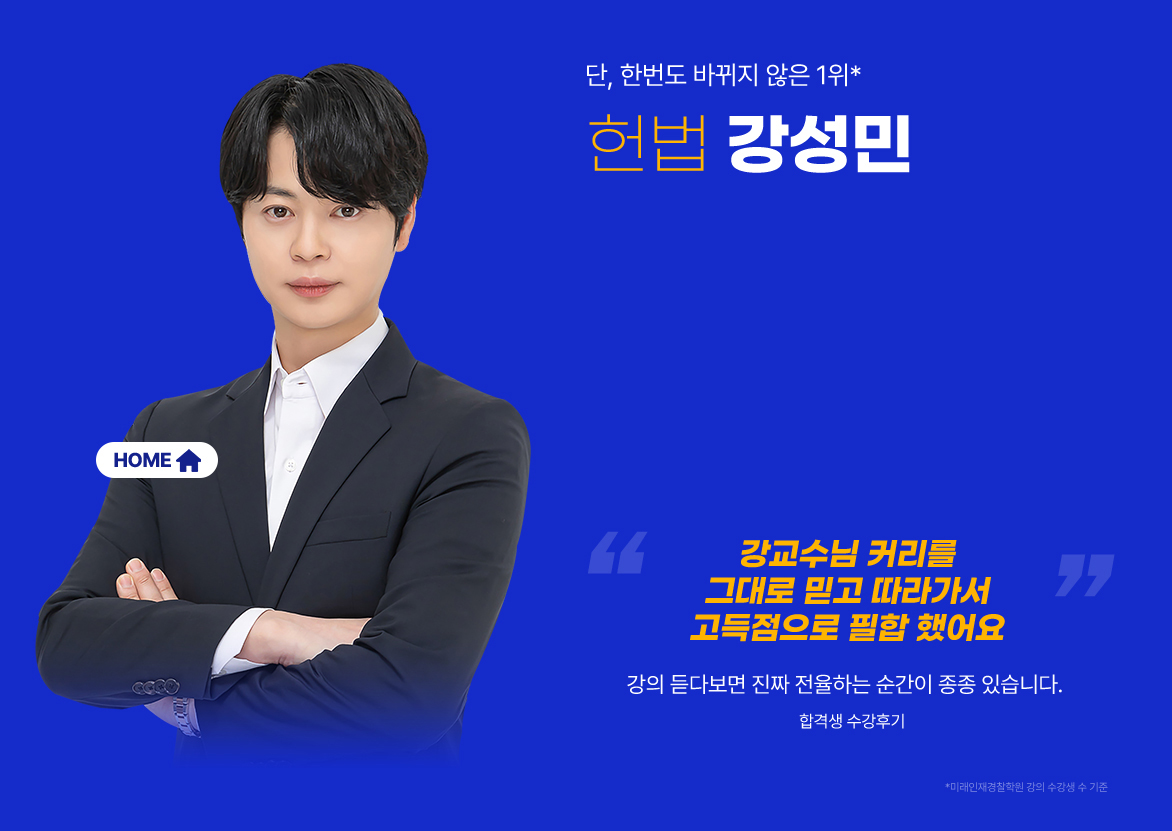 단, 한번도 바뀌지 않은 1위*
헌법 강성민
HOME
“ 강교수님 커리를 ”
그대로 믿고 따라가서
고득점으로 필합 했어요
강의 듣다보면 진짜 전율하는 순간이 종종 있습니다.
합격생 수강후기
*미래인재경찰학원 강의 수강생 수 기준